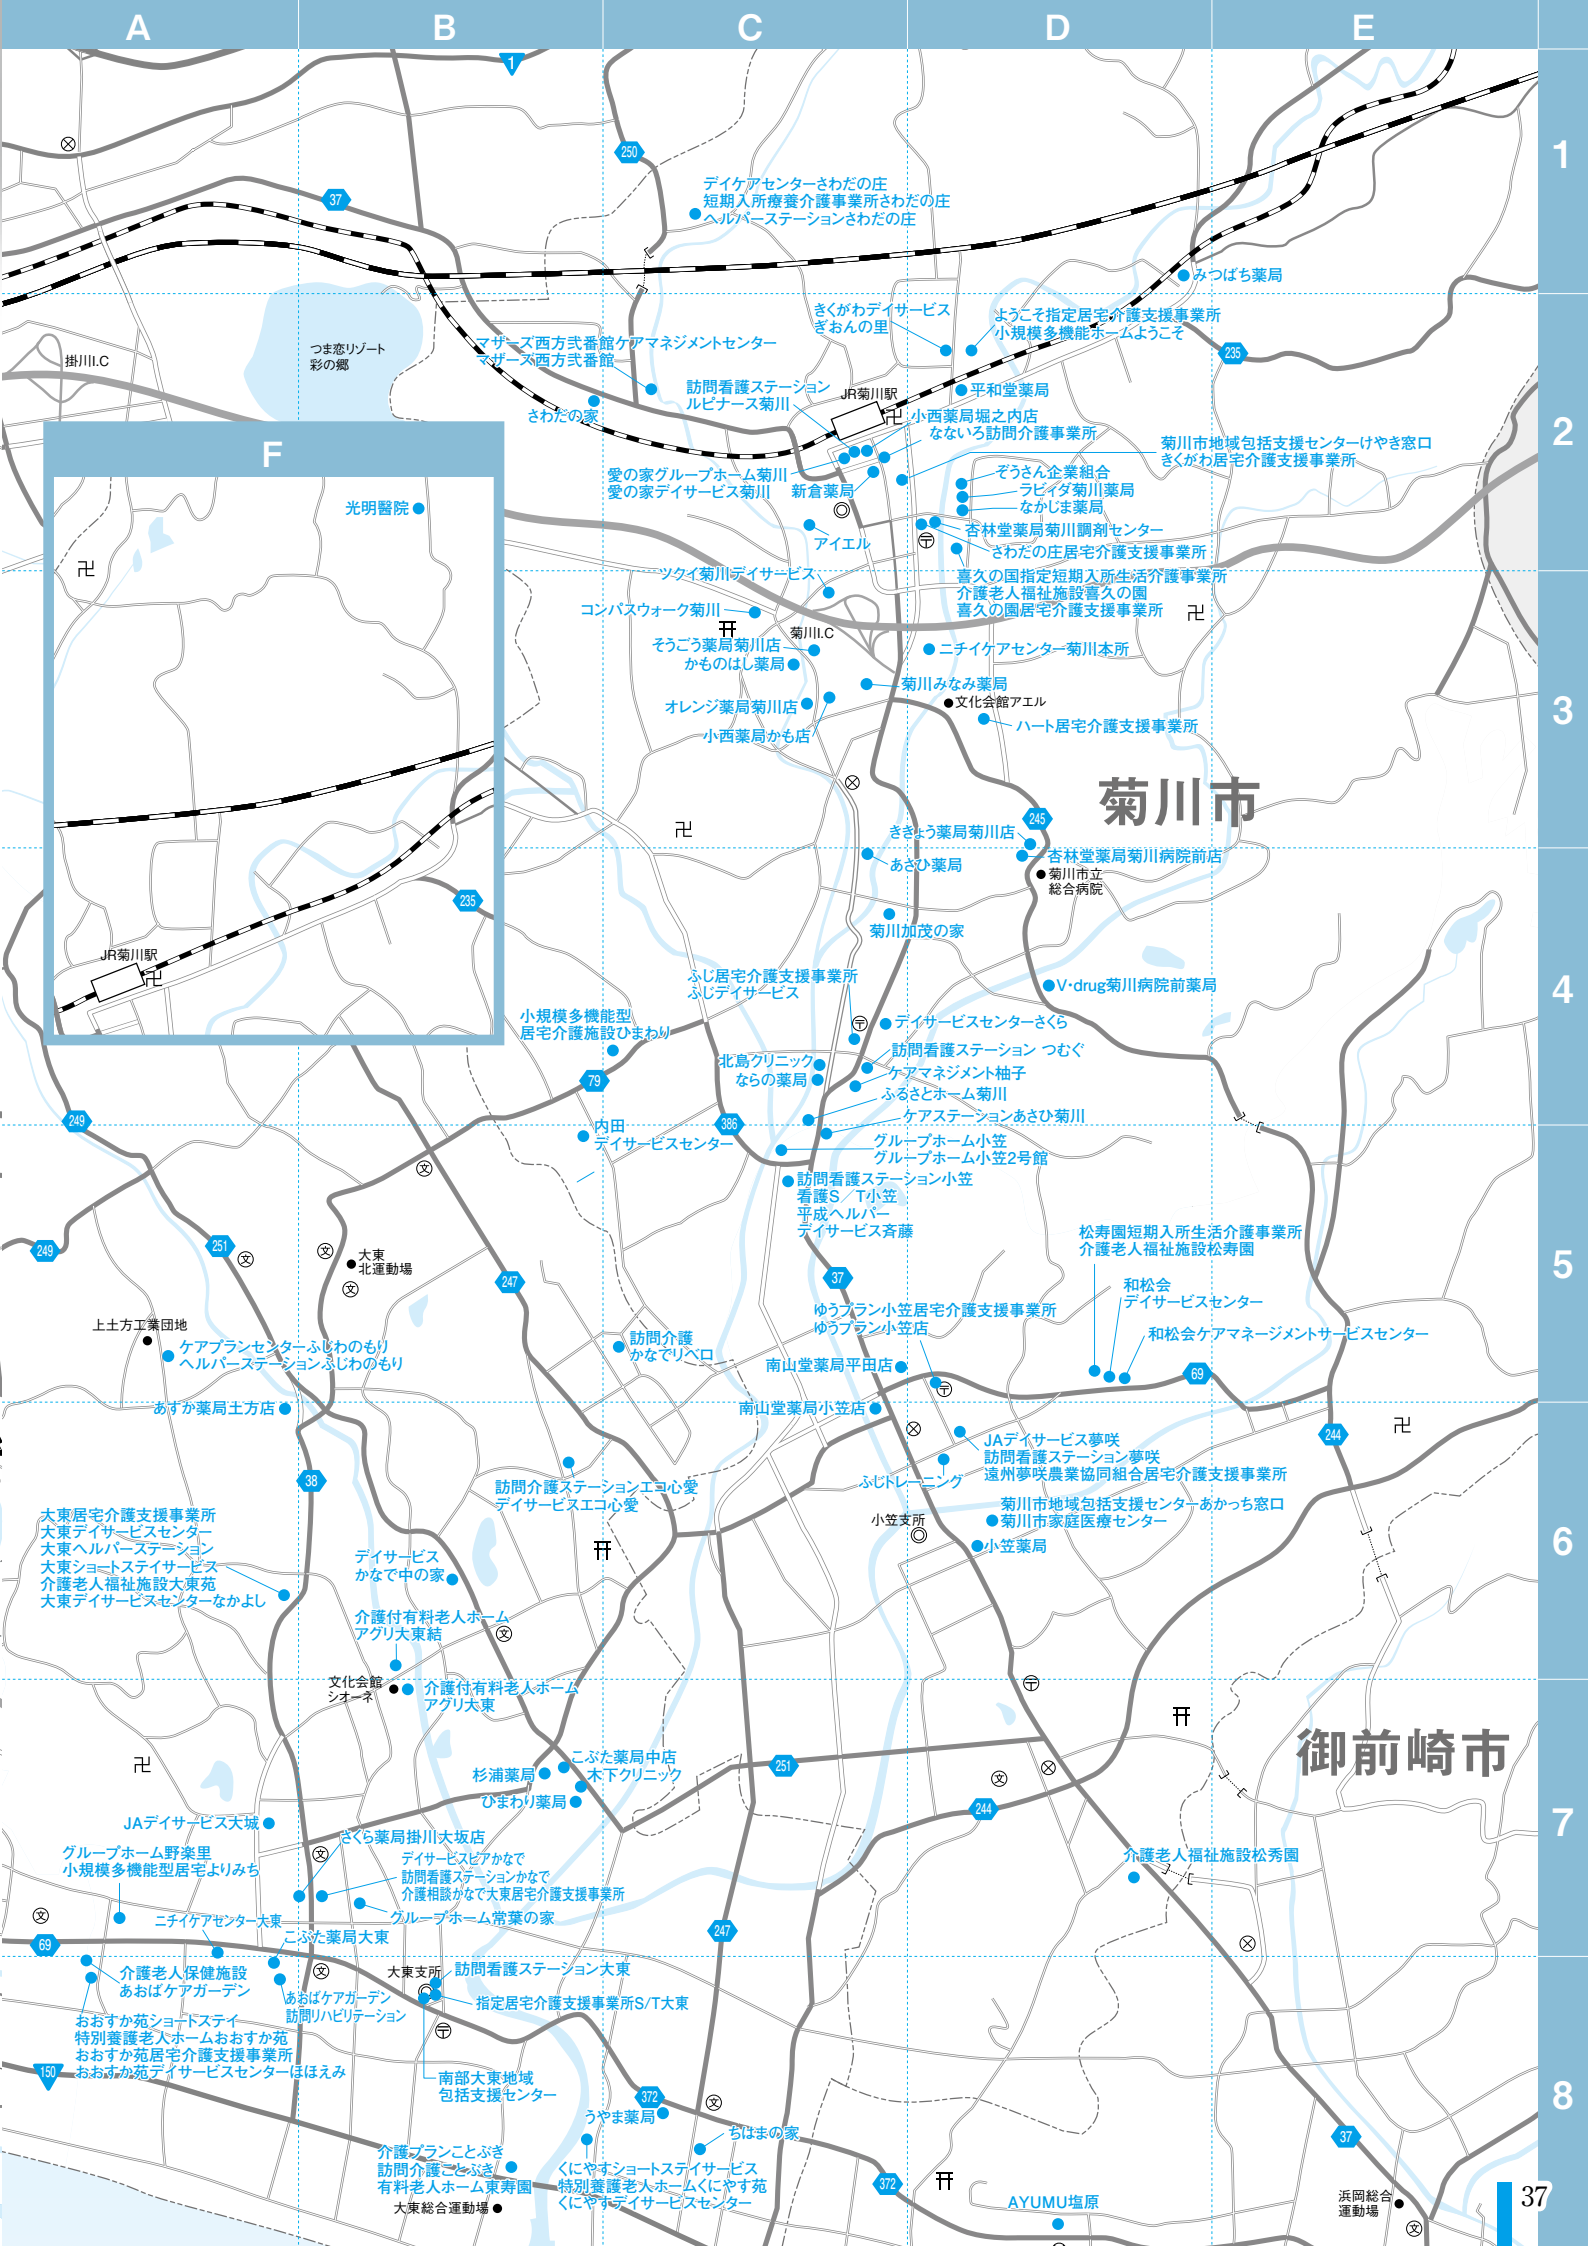 A
B
C
D
E
1
2
3
4
5
6
7
8
1
250
37
デイケアセンターさわだの庄
短期入所療養介護事業所さわだの庄
ヘルパーステーションさわだの庄
みつばち薬局
きくがわデイサービス
ぎおんの里
ようこそ指定居宅介護支援事業所
小規模多機能ホームようこそ
235
掛川I.C
つま恋リゾート
彩の郷
マザーズ西方弐番館ケアマネジメントセンター
マザーズ西方弐番館
さわだの家
訪問看護ステーション
ルピナース菊川
JR菊川駅
平和堂薬局
小西薬局堀之内店
なないろ訪問介護事業所
菊川市地域包括支援センターけやき窓口
きくがわ居宅介護支援事業所
愛の家グループホーム菊川
愛の家デイサービス菊川
新倉薬局
ぞうさん企業組合
ラビィダ菊川薬局
なかじま薬局
杏林堂薬局菊川調剤センター
さわだの庄居宅介護支援事業所
アイエル
F
光明醫院
JR菊川駅
235
ツクイ菊川デイサービス
喜久の国指定短期入所生活介護事業所
介護老人福祉施設喜久の園
喜久の園居宅介護支援事業所
コンパスウォーク菊川
菊川I.C
そうごう薬局菊川店
かものはし薬局
ニチイケアセンター菊川本所
菊川みなみ薬局
文化会館アエル
オレンジ薬局菊川店
ハート居宅介護支援事業所
小西薬局かも店
菊川市
245
ききょう薬局菊川店
杏林堂薬局菊川病院前店
あさひ薬局
菊川市立
総合病院
菊川加茂の家
ふじ居宅介護支援事業所
ふじデイサービス
V・drug菊川病院前薬局
小規模多機能型
居宅介護施設ひまわり
デイサービスセンターさくら
訪問看護ステーション つむぐ
北島クリニック
ならの薬局
ケアマネジメント柚子
79
ふるさとホーム菊川
249
386
ケアステーションあさひ菊川
内田
デイサービスセンター
グループホーム小笠
グループホーム小笠2号館
訪問看護ステーション小笠
看護S　T小笠
平成ヘルパー
デイサービス斉藤
249
251
大東
北運動場
247
37
松寿園短期入所生活介護事業所
介護老人福祉施設松寿園
和松会
デイサービスセンター
ゆうプラン小笠居宅介護支援事業所
ゆうプラン小笠店
和松会ケアマネージメントサービスセンター
上土方工業団地
ケアプランセンターふじわのもり
ヘルパーステーションふじわのもり
訪問介護
かなでリベロ
南山堂薬局平田店
69
あすか薬局土方店
南山堂薬局小笠店
244
38
JAデイサービス夢咲
訪問看護ステーション夢咲
遠州夢咲農業協同組合居宅介護支援事業所
ふじトレーニング
訪問介護ステーションエコ心愛
デイサービスエコ心愛
菊川市地域包括支援センターあかっち窓口
菊川市家庭医療センター
小笠支所
小笠薬局
大東居宅介護支援事業所
大東デイサービスセンター
大東ヘルパーステーション
大東ショートステイサービス
介護老人福祉施設大東苑
大東デイサービスセンターなかよし
デイサービス
かなで中の家
介護付有料老人ホーム
アグリ大東結
文化会館
シオーネ
介護付有料老人ホーム
アグリ大東
御前崎市
こぶた薬局中店
杉浦薬局
木下クリニック
ひまわり薬局
251
244
JAデイサービス大城
さくら薬局掛川大坂店
グループホーム野楽里
小規模多機能型居宅よりみち
デイサービスピアかなで
訪問看護ステーションかなで
介護相談かなで大東居宅介護支援事業所
介護老人福祉施設松秀園
グループホーム常葉の家
ニチイケアセンター大東
こぶた薬局大東
69
247
大東支所
訪問看護ステーション大東
介護老人保健施設
あおばケアガーデン
あおばケアガーデン
訪問リハビリテーション
指定居宅介護支援事業所S/T大東
おおすか苑ショートステイ
特別養護老人ホームおおすか苑
おおすか苑居宅介護支援事業所
おおすか苑デイサービスセンターほほえみ
150
南部大東地域
包括支援センター
372
うやま薬局
ちはまの家
37
介護プランことぶき
訪問介護ことぶき
有料老人ホーム東寿園
大東総合運動場
くにやすショートステイサービス
特別養護老人ホームくにやす苑
くにやすデイサービスセンター
372
AYUMU塩原
浜岡総合
運動場
37